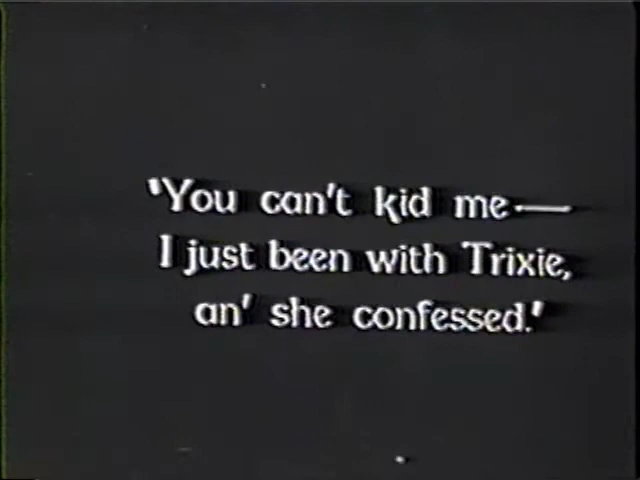 'You can't kid me—
I just been with Trixie,
an' she confessed.'